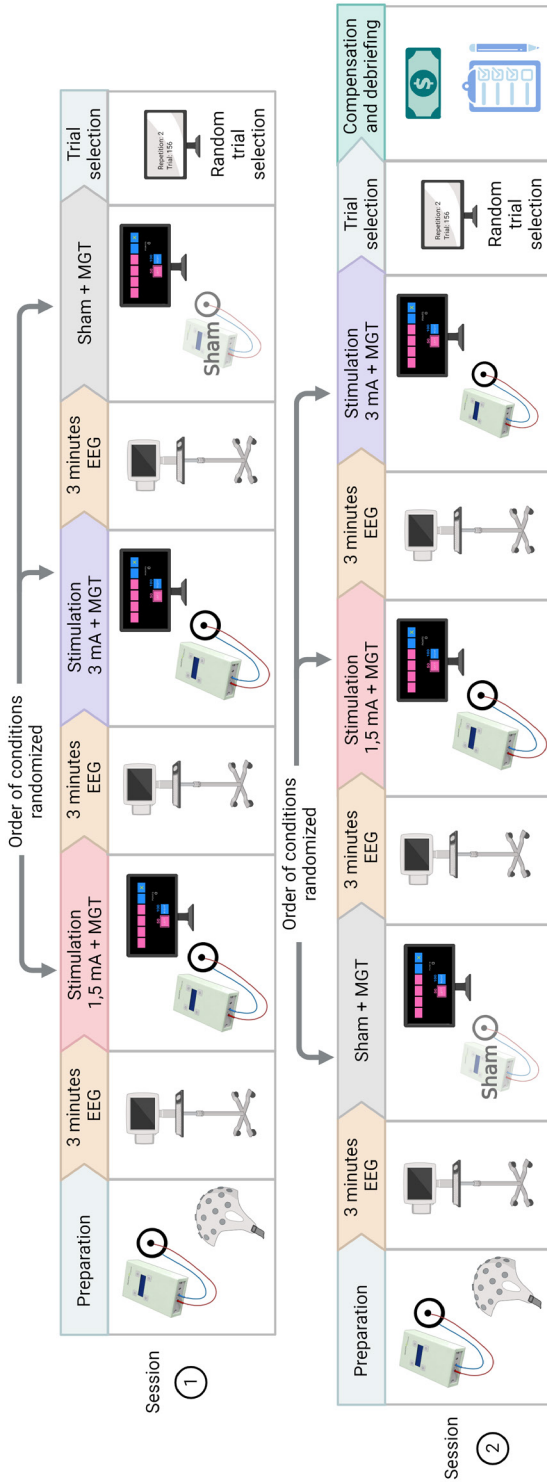 Order of conditions
randomized
Session
1
Preparation
3 minutes
EEG
Stimulation
1,5 mA + MGT
3 minutes
EEG
Stimulation
3 mA + MGT
3 minutes
EEG
Sham + MGT
Trial
selection
Sham
Repetition: 2
Trial: 156
Random
trial
selection
Order of conditions
randomized
Session
2
Preparation
3 minutes
EEG
Sham + MGT
3 minutes
EEG
Stimulation
1,5 mA + MGT
3 minutes
EEG
Stimulation
3 mA + MGT
Trial
selection
Compensation
and debriefing
Sham
Repetition: 2
Trial: 156
Random
trial
selection
$